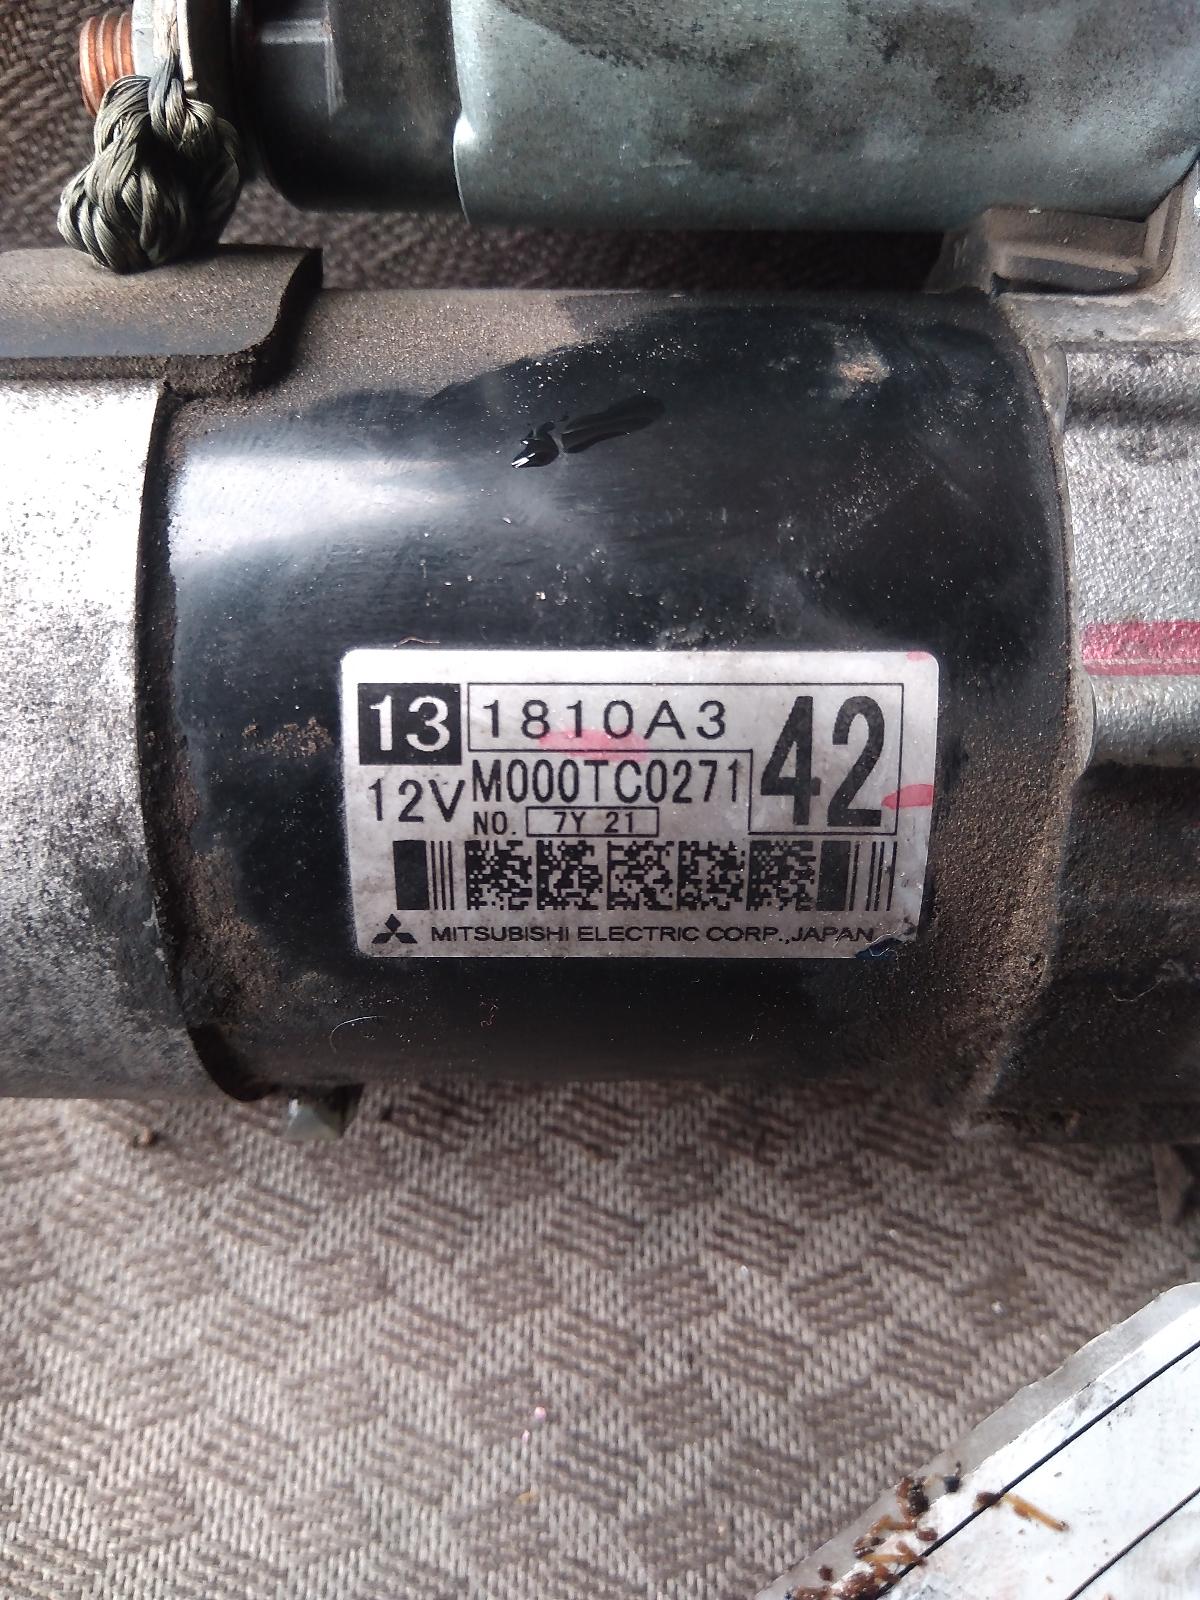 13 1810A3 42
12V M000TC0271
NO. 7Y 21
MITSUBISHI ELECTRIC CORP., JAPAN